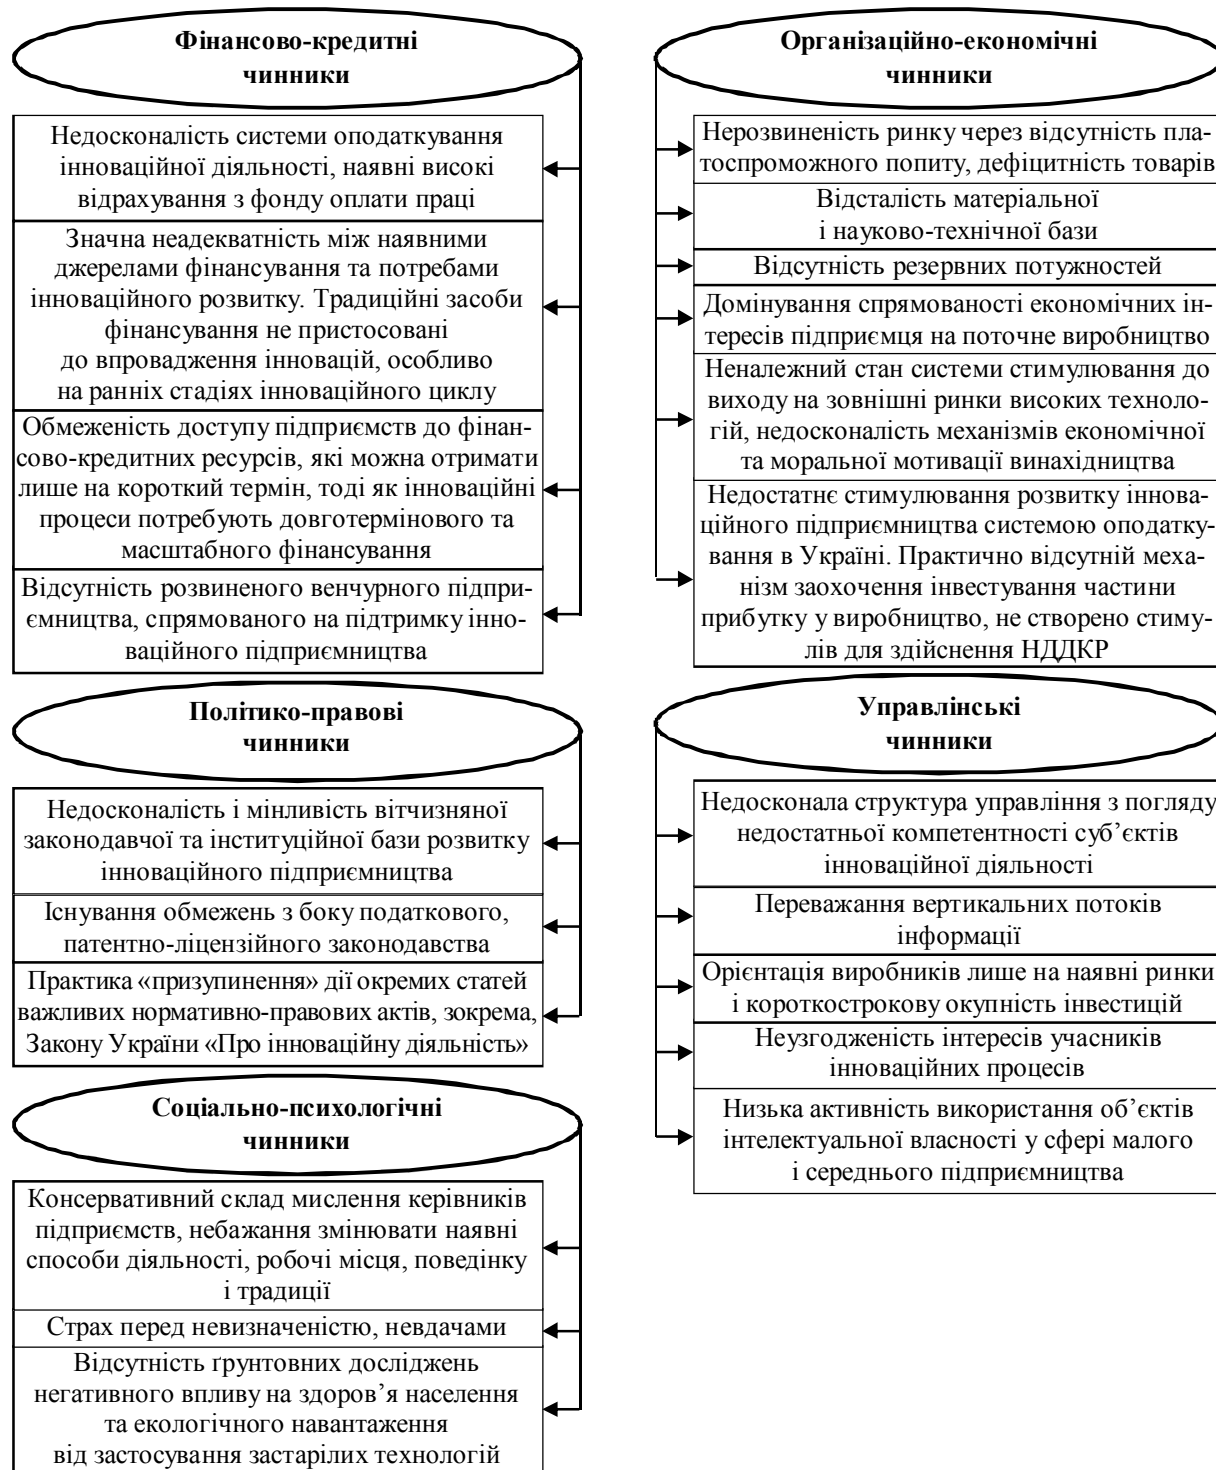 Фінансово-кредитні
чинники
Недосконалість системи оподаткування
інноваційної діяльності, наявні високі
відрахування з фонду оплати праці
Значна неадекватність між наявними
джерелами фінансування та потребами
інноваційного розвитку. Традиційні засоби
фінансування не пристосовані
до впровадження інновацій, особливо
на ранніх стадіях інноваційного циклу
Обмеженість доступу підприємств до фінан-
сово-кредитних ресурсів, які можна отримати
лише на короткий термін, тоді як інноваційні
процеси потребують довготермінового та
масштабного фінансування
Відсутність розвиненого венчурного підпри-
ємництва, спрямованого на підтримку інно-
ваційного підприємництва
Організаційно-економічні
чинники
Нерозвиненість ринку через відсутність пла-
тоспроможного попиту, дефіцитність товарів
Відсталість матеріальної
і науково-технічної бази
Відсутність резервних потужностей
Домінування спрямованості економічних ін-
тересів підприємця на поточне виробництво
Неналежний стан системи стимулювання до
виходу на зовнішні ринки високих техноло-
гій, недосконалість механізмів економічної
та моральної мотивації винахідництва
Недостатнє стимулювання розвитку іннова-
ційного підприємництва системою оподатку-
вання в Україні. Практично відсутній меха-
нізм заохочення інвестування частини
прибутку у виробництво, не створено стиму-
лів для здійснення НДДКР
Політико-правові
чинники
Недосконалість і мінливість вітчизняної
законодавчої та інституційної бази розвитку
інноваційного підприємництва
Існування обмежень з боку податкового,
патентно-ліцензійного законодавства
Практика «призупинення» дії окремих статей
важливих нормативно-правових актів, зокрема,
Закону України «Про інноваційну діяльність»
Управлінські
чинники
Недосконала структура управління з погляду
недостатньої компетентності суб’єктів
інноваційної діяльності
Переважання вертикальних потоків
інформації
Орієнтація виробників лише на наявні ринки
і короткострокову окупність інвестицій
Неузгодженість інтересів учасників
інноваційних процесів
Низька активність використання об’єктів
інтелектуальної власності у сфері малого
і середнього підприємництва
Соціально-психологічні
чинники
Консервативний склад мислення керівників
підприємств, небажання змінювати наявні
способи діяльності, робочі місця, поведінку
і традиції
Страх перед невизначеністю, невдачами
Відсутність ґрунтовних досліджень
негативного впливу на здоров’я населення
та екологічного навантаження
від застосування застарілих технологій